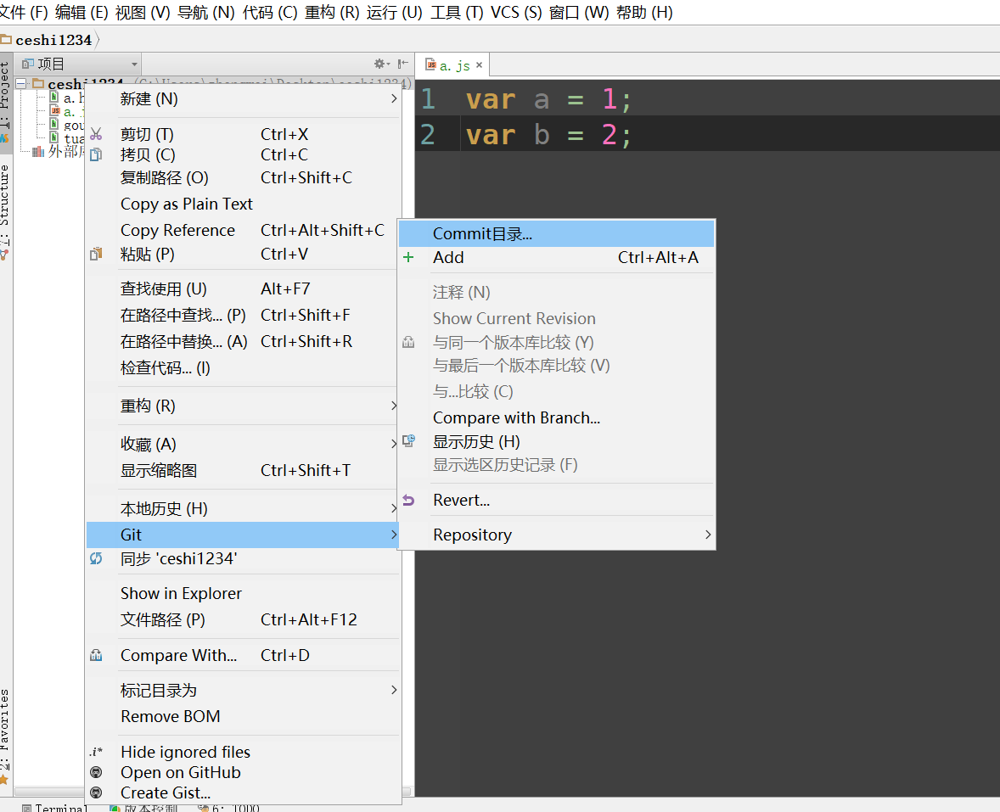 文件 (F) 编辑 (E) 视图 (V) 导航 (N) 代码 (C) 重构 (R) 运行 (U) 工具 (T) VCS (S) 窗口 (W) 帮助 (H)
ceshi1234
1: Project
7: Structure
2: Favorites
项目
a. js ×
ceshi1234
a. h
a.
gou
tua
外部
新建 (N)
剪切 (T) Ctrl+X
拷贝 (C) Ctrl+C
复制路径 (O) Ctrl+Shift+C
Copy as Plain Text
Copy Reference Ctrl+Alt+Shift+C
粘贴 (P) Ctrl+V
查找使用 (U) Alt+F7
在路径中查找... (P) Ctrl+Shift+F
在路径中替换... (A) Ctrl+Shift+R
检查代码... (I)
重构 (R)
收藏 (A)
显示缩略图 Ctrl+Shift+T
本地历史 (H)
Git
同步 'ceshi1234'
Show in Explorer
文件路径 (P) Ctrl+Alt+F12
Compare With... Ctrl+D
标记目录为
Remove BOM
.i* Hide ignored files
Open on GitHub
Create Gist...
Commit目录...
Add Ctrl+Alt+A
注释 (N)
Show Current Revision
与同一个版本库比较 (Y)
与最后一个版本库比较 (V)
与...比较 (C)
Compare with Branch...
显示历史 (H)
显示选区历史记录 (F)
Revert...
Repository
1 var a = 1;
2 var b = 2;
Terminal 版本控制 6: TODO